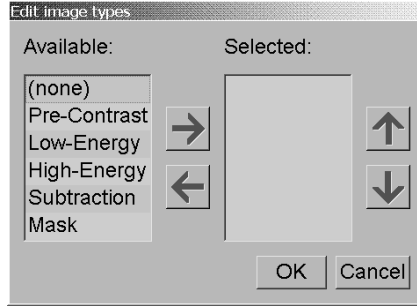 Edit image types
Available:
Selected:
(none)
Pre-Contrast
Low-Energy
High-Energy
Subtraction
Mask
OK
Cancel